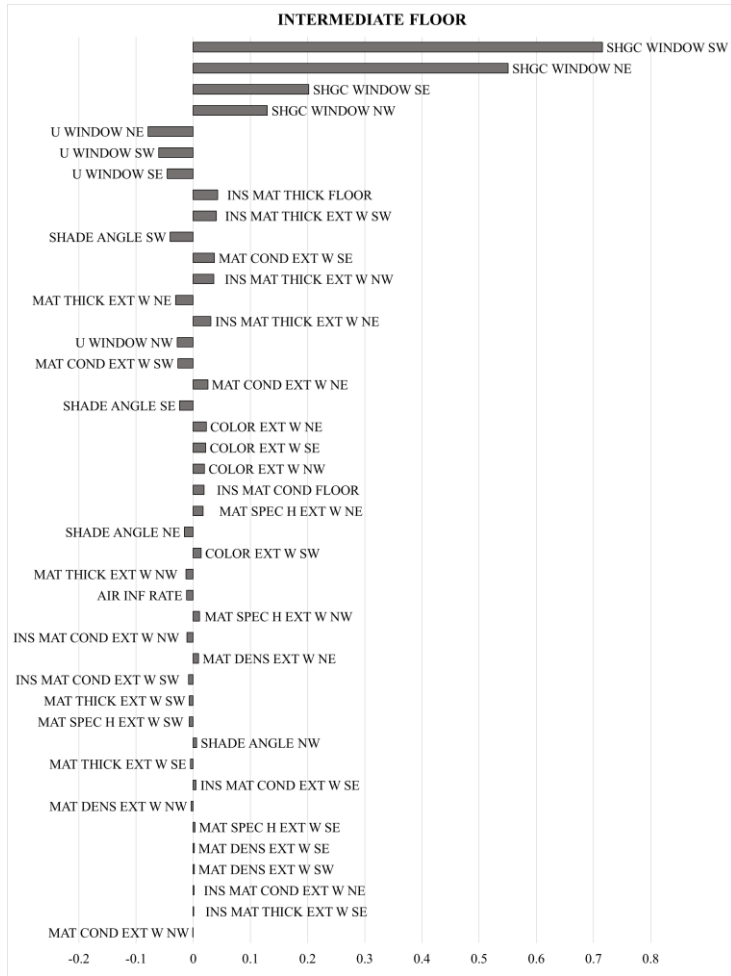 INTERMEDIATE FLOOR
SHGC WINDOW SW
SHGC WINDOW NE
SHGC WINDOW SE
SHGC WINDOW NW
U WINDOW NE
U WINDOW SW
U WINDOW SE
INS MAT THICK FLOOR
INS MAT THICK EXT W SW
SHADE ANGLE SW
MAT COND EXT W SE
INS MAT THICK EXT W NW
MAT THICK EXT W NE
INS MAT THICK EXT W NE
U WINDOW NW
MAT COND EXT W SW
MAT COND EXT W NE
SHADE ANGLE SE
COLOR EXT W NE
COLOR EXT W SE
COLOR EXT W NW
INS MAT COND FLOOR
MAT SPEC H EXT W NE
SHADE ANGLE NE
COLOR EXT W SW
MAT THICK EXT W NW
AIR INF RATE
MAT SPEC H EXT W NW
INS MAT COND EXT W NW
MAT DENS EXT W NE
INS MAT COND EXT W SW
MAT THICK EXT W SW
MAT SPEC H EXT W SW
SHADE ANGLE NW
MAT THICK EXT W SE
INS MAT COND EXT W SE
MAT DENS EXT W NW
MAT SPEC H EXT W SE
MAT DENS EXT W SE
MAT DENS EXT W SW
INS MAT COND EXT W NE
INS MAT THICK EXT W SE
MAT COND EXT W NW
-0.2 -0.1 0 0.1 0.2 0.3 0.4 0.5 0.6 0.7 0.8